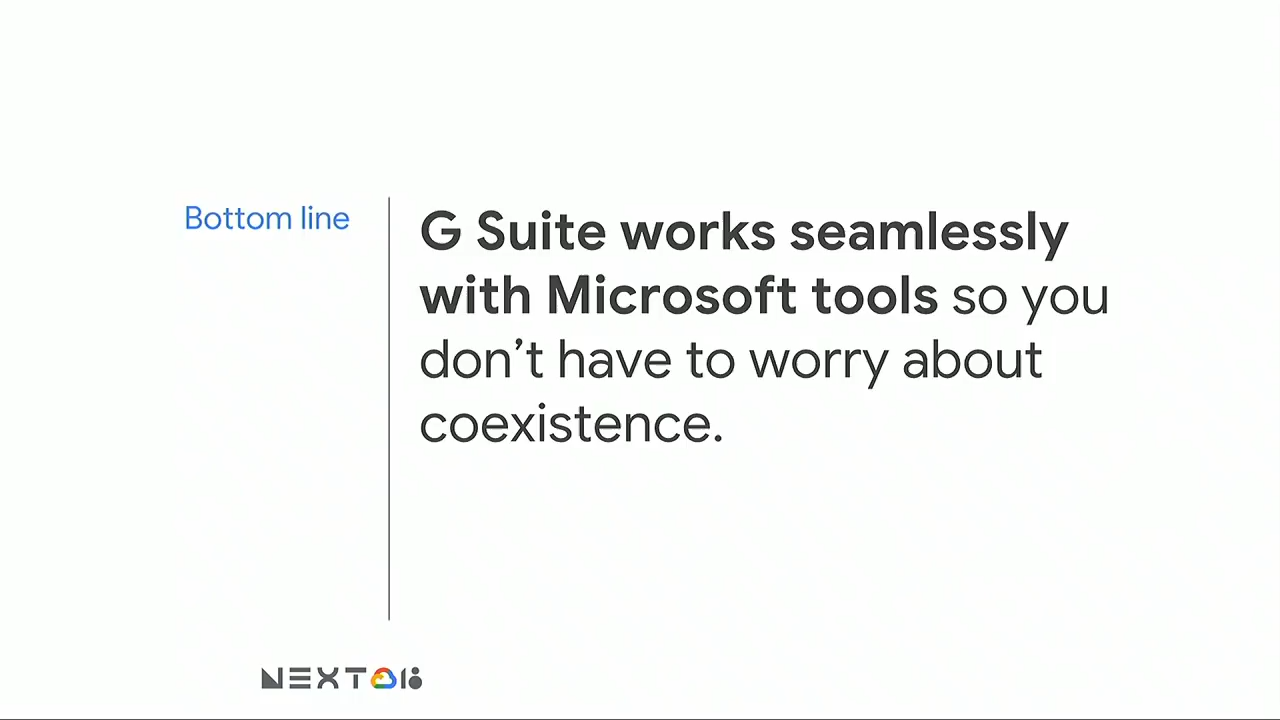 Bottom line
G Suite works seamlessly
with Microsoft tools so you
don’t have to worry about
coexistence.
NEXT 18